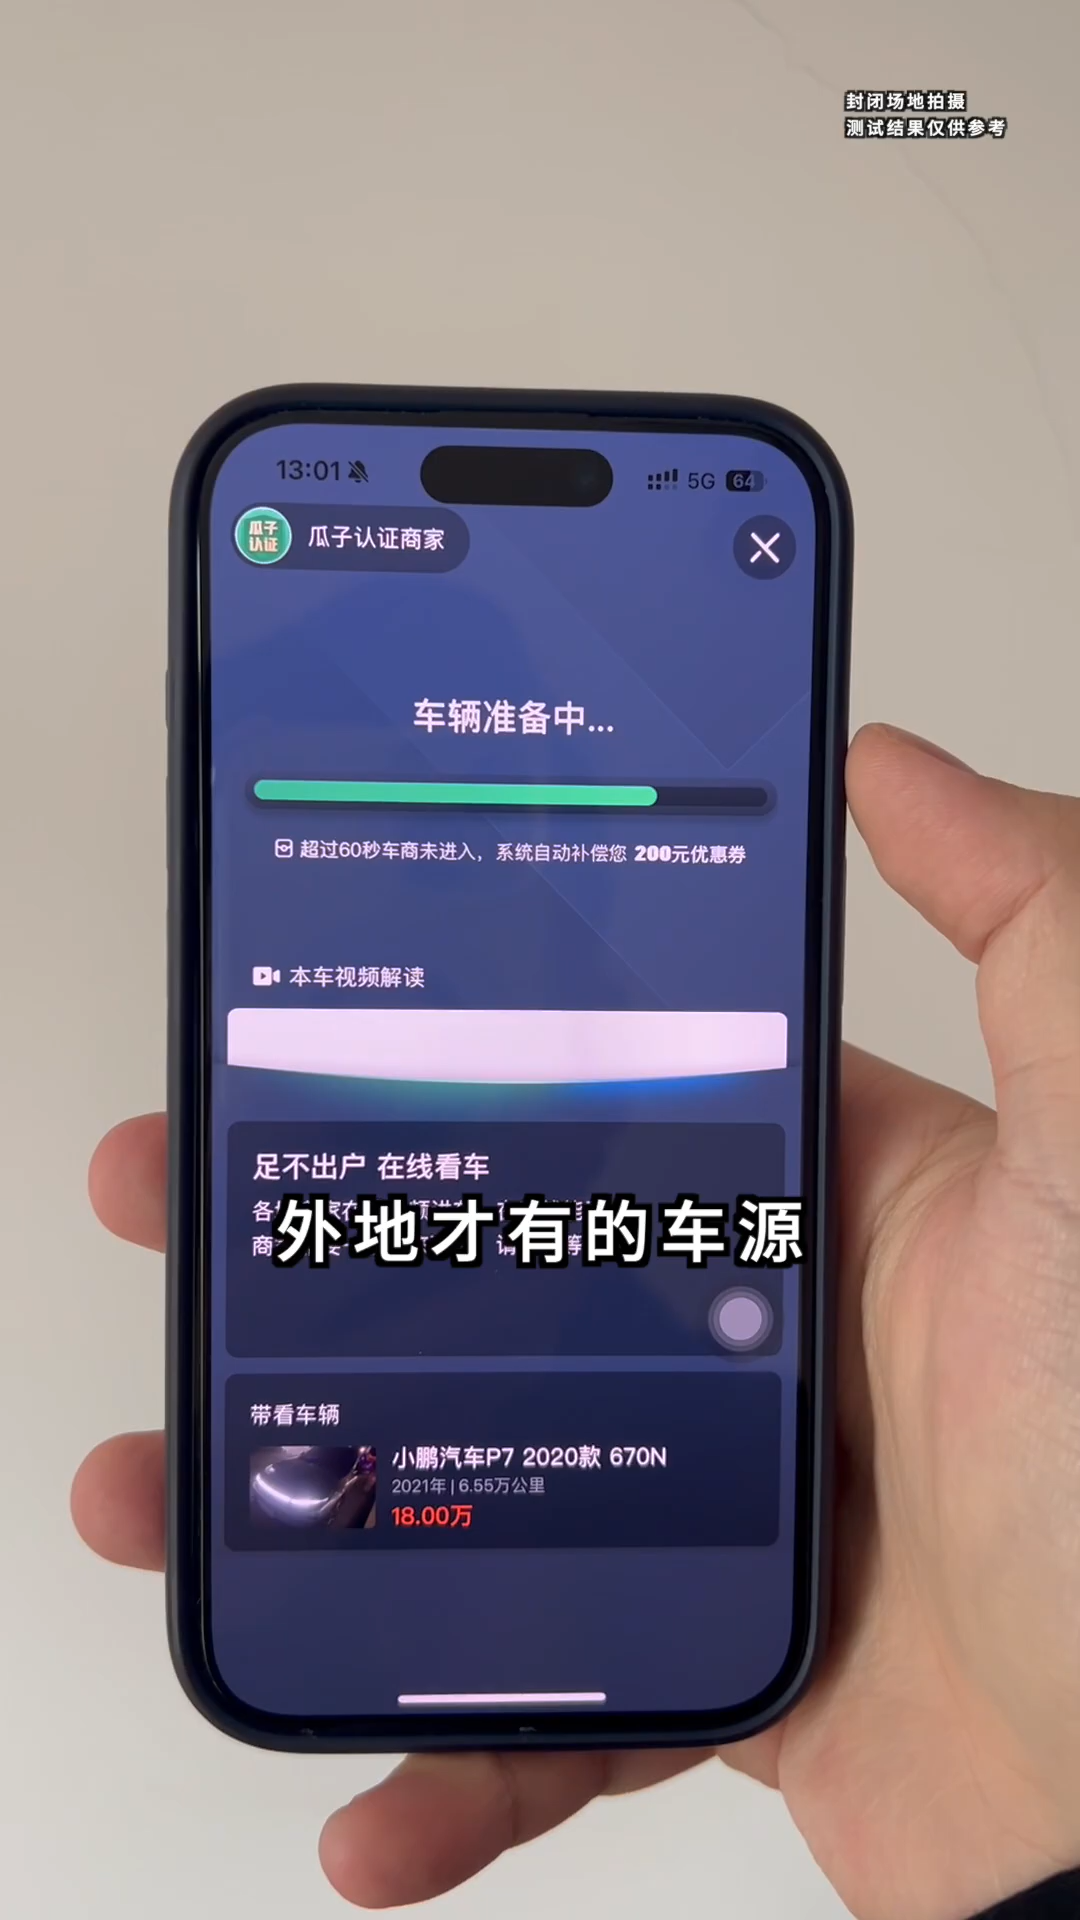 封闭场地拍摄
测试结果仅供参考
13:01
5G
64
瓜子
认证
瓜子认证商家
车辆准备中...
超过60秒车商未进入，系统自动补偿您 200元优惠券
本车视频解读
足不出户 在线看车
外地才有的车源
带看车辆
小鹏汽车P7 2020款 670N
2021年 | 6.55万公里
18.00万